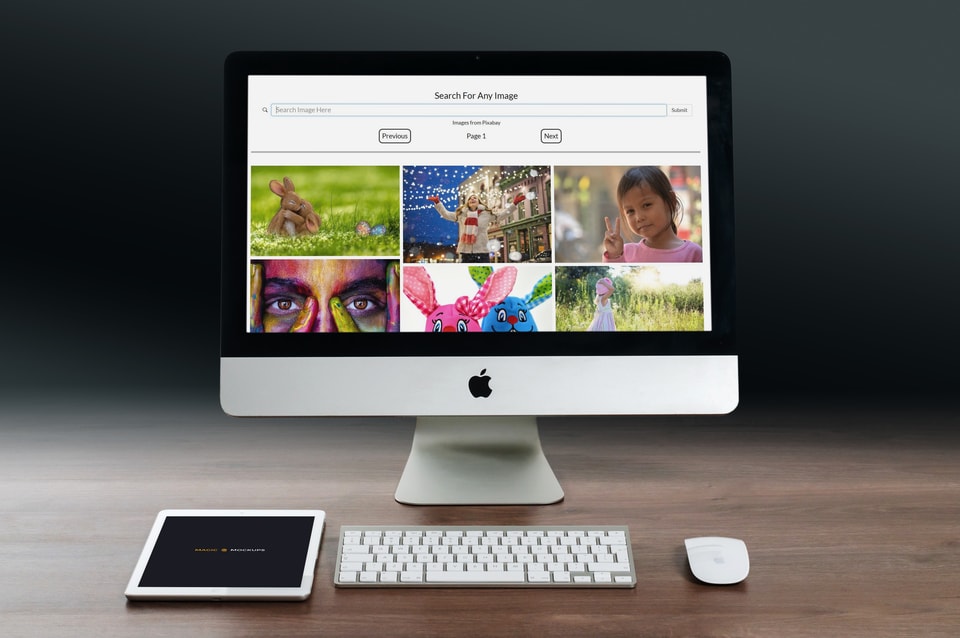 Search For Any Image
Search Image Here
Submit
Images from Pixabay
Previous
Page 1
Next
MAGIC MOCKUPS